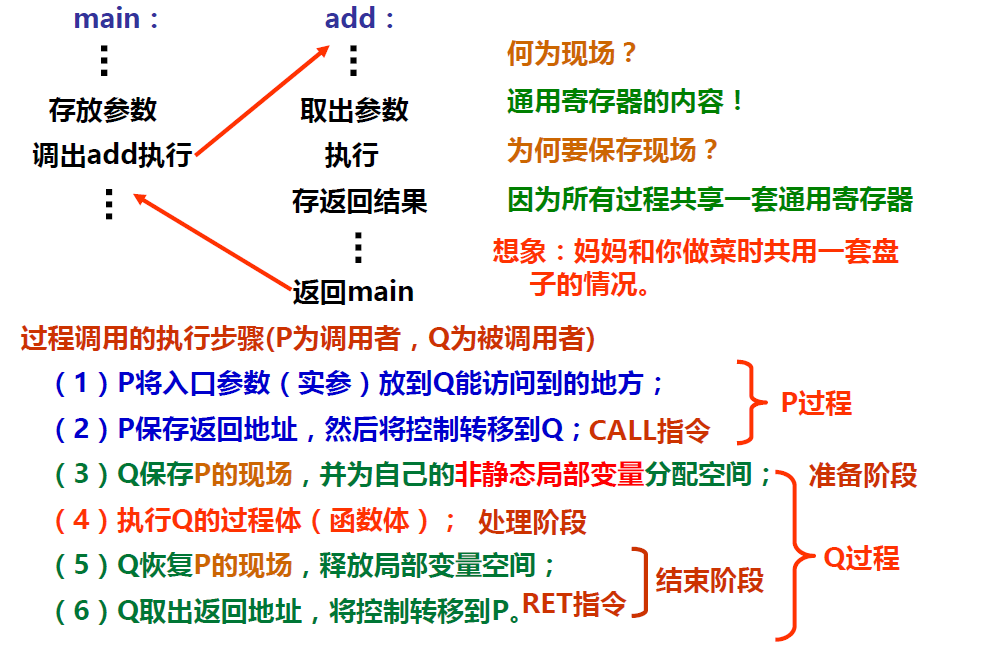 main：
add：
存放参数
取出参数
调出add执行
执行
存返回结果
返回main
何为现场？
通用寄存器的内容！
为何要保存现场？
因为所有过程共享一套通用寄存器
想象：妈妈和你做菜时共用一套盘
子的情况。
过程调用的执行步骤(P为调用者，Q为被调用者)
（1）P将入口参数（实参）放到Q能访问到的地方；
P过程
（2）P保存返回地址，然后将控制转移到Q；CALL指令
（3）Q保存P的现场，并为自己的非静态局部变量分配空间；
准备阶段
（4）执行Q的过程体（函数体）；
处理阶段
Q过程
（5）Q恢复P的现场，释放局部变量空间；
结束阶段
（6）Q取出返回地址，将控制转移到P。RET指令